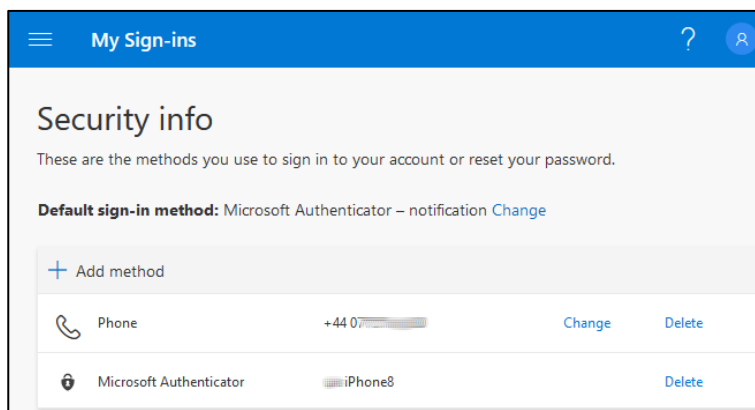 My Sign-ins ?
Security info
These are the methods you use to sign in to your account or reset your password.
Default sign-in method: Microsoft Authenticator – notification Change
+ Add method
Phone +44 07 Change Delete
Microsoft Authenticator iPhone8 Delete